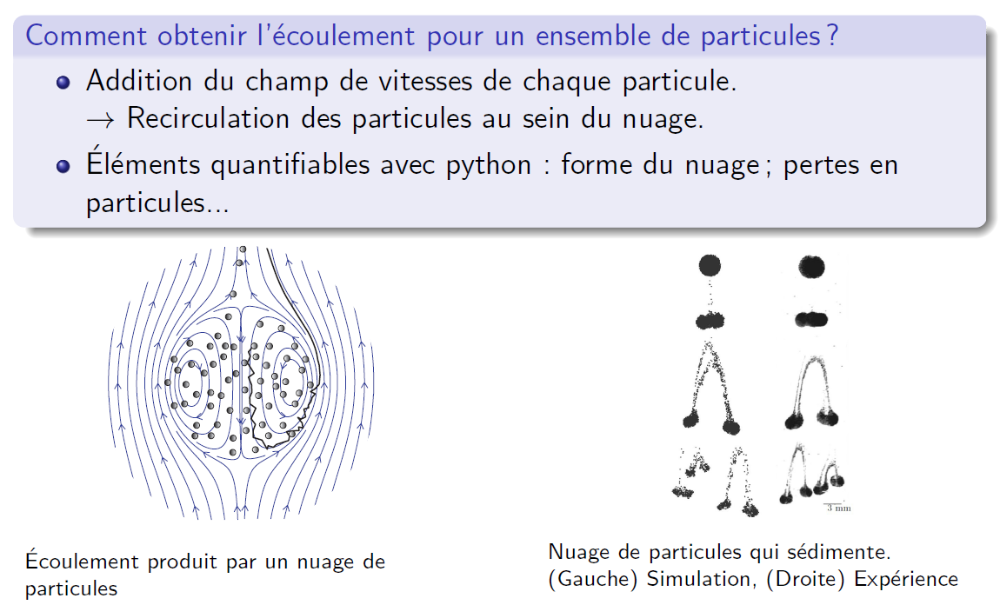 Comment obtenir l'écoulement pour un ensemble de particules ?
Addition du champ de vitesses de chaque particule.
→ Recirculation des particules au sein du nuage.
Éléments quantifiables avec python : forme du nuage ; pertes en
particules...
3 mm
Écoulement produit par un nuage de
particules
Nuage de particules qui sédimente.
(Gauche) Simulation, (Droite) Expérience